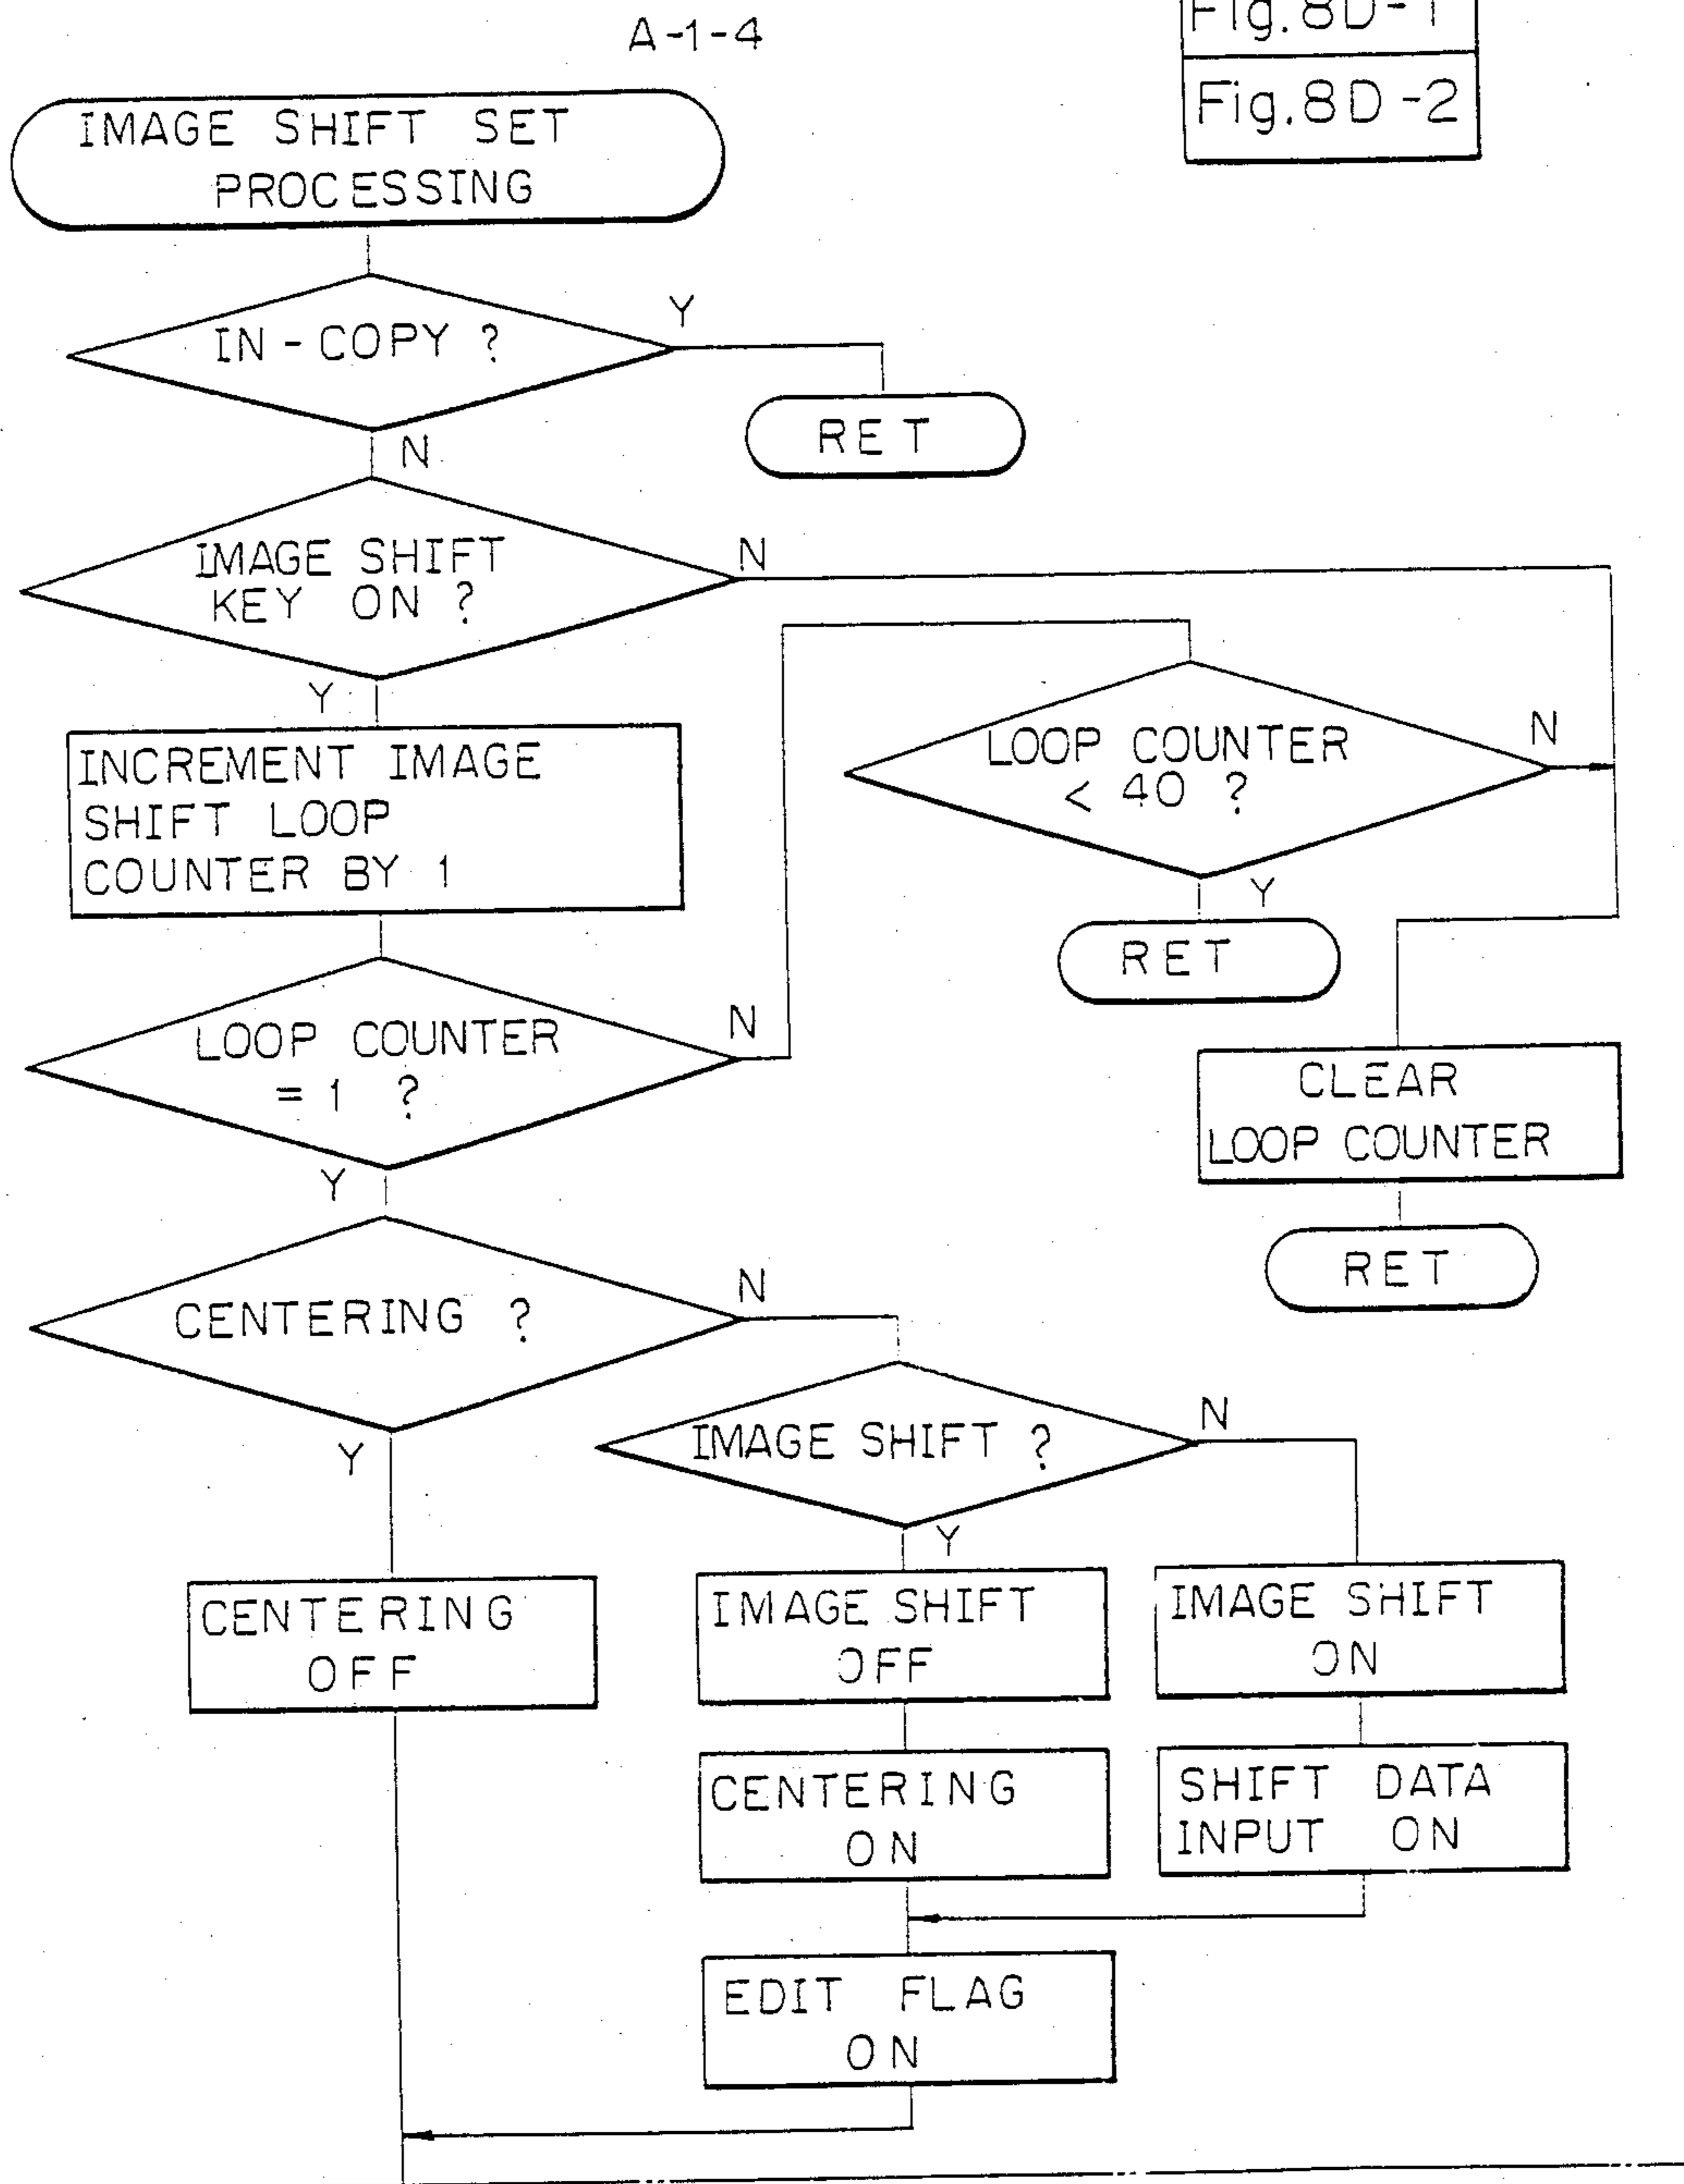 A-1-4
Fig.8D-1
Fig.8D-2
IMAGE SHIFT SET
PROCESSING
IN-COPY ?
Y
RET
N
IMAGE SHIFT
KEY ON ?
N
Y
INCREMENT IMAGE
SHIFT LOOP
COUNTER BY 1
LOOP COUNTER
< 40 ?
N
Y
RET
LOOP COUNTER
= 1 ?
N
Y
CLEAR
LOOP COUNTER
RET
CENTERING ?
N
Y
IMAGE SHIFT ?
N
Y
CENTERING
OFF
IMAGE SHIFT
OFF
IMAGE SHIFT
ON
CENTERING
ON
SHIFT DATA
INPUT ON
EDIT FLAG
ON